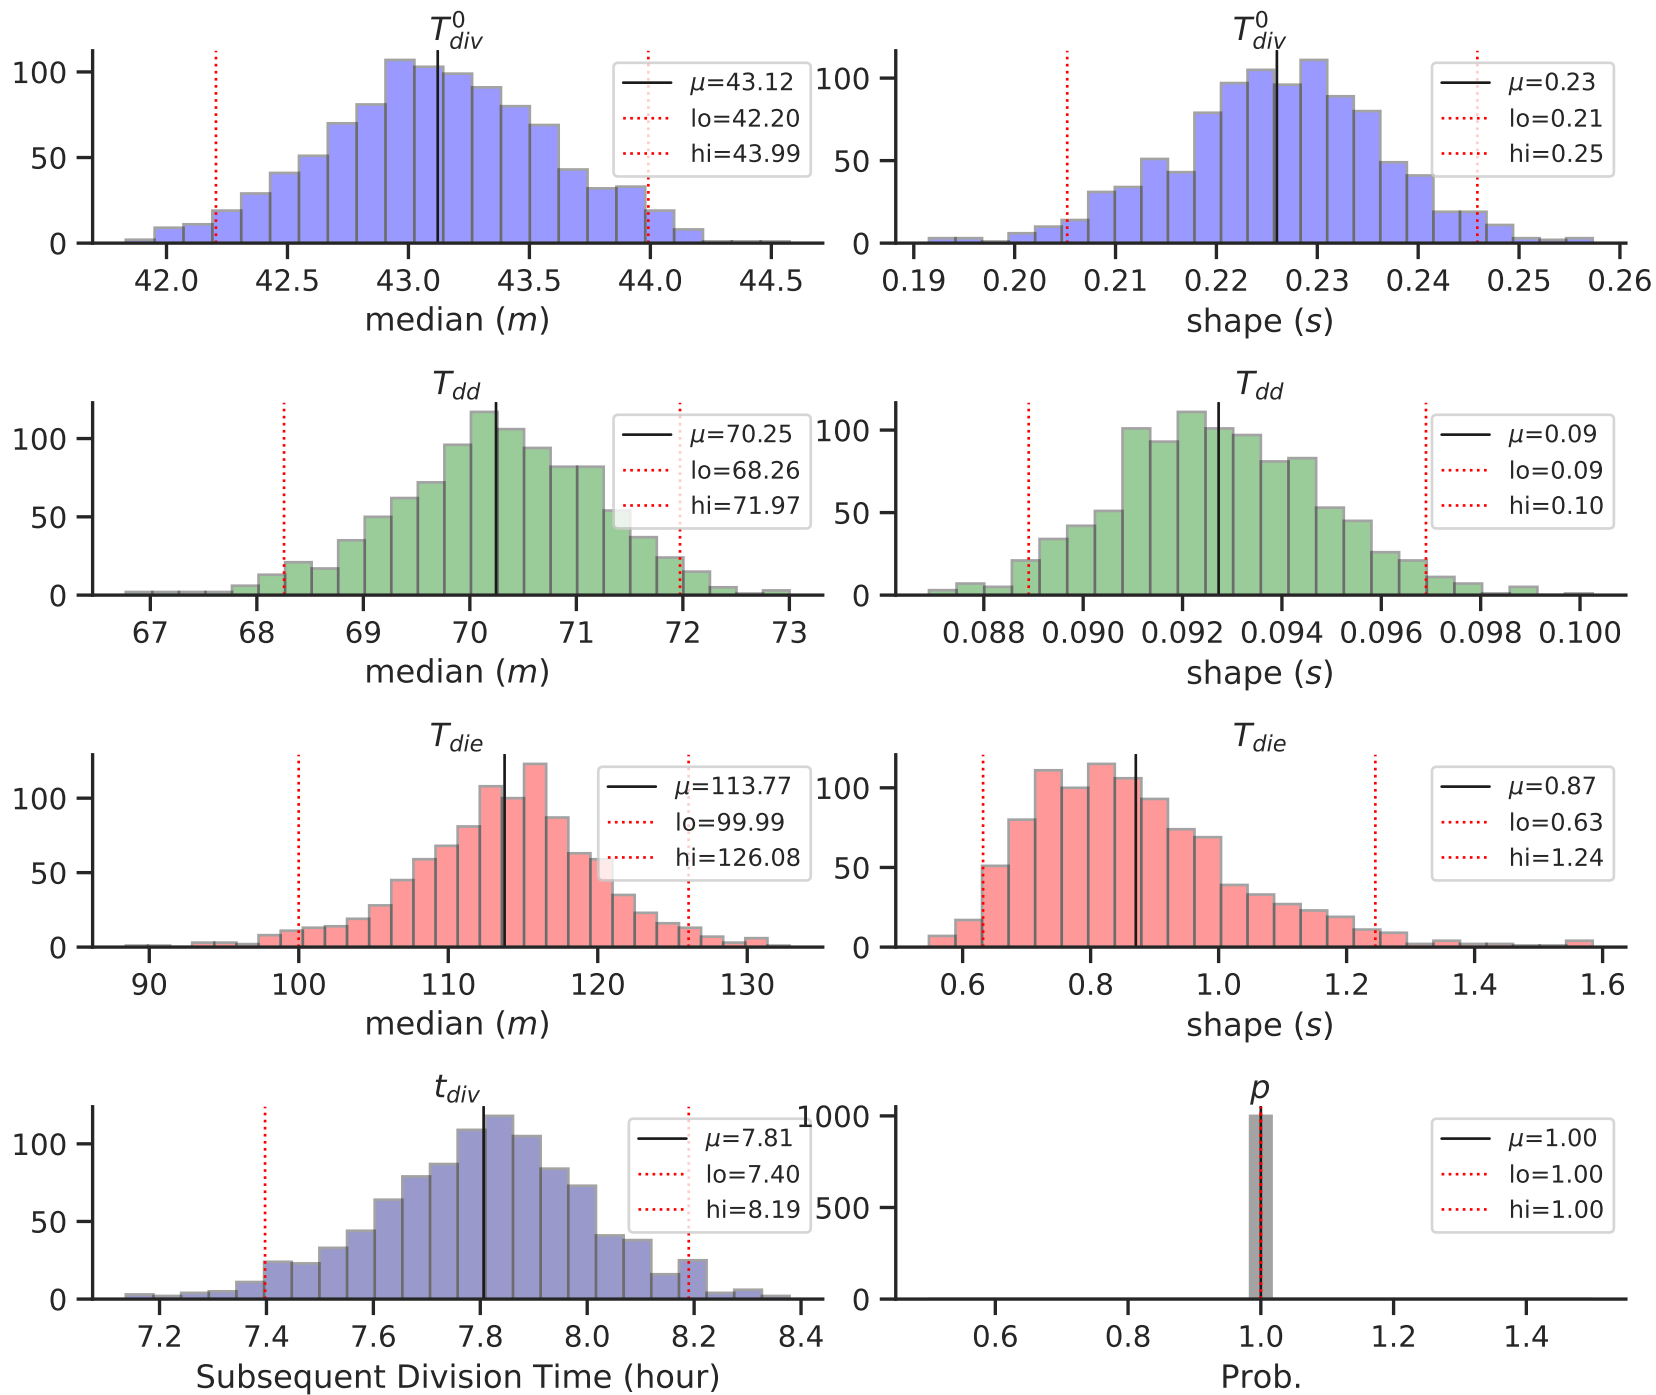 T⁰div
100
50
0
μ=43.12
lo=42.20
hi=43.99
42.0 42.5 43.0 43.5 44.0 44.5
median (m)
T⁰div
100
50
0
μ=0.23
lo=0.21
hi=0.25
0.19 0.20 0.21 0.22 0.23 0.24 0.25 0.26
shape (s)
Tdd
100
50
0
μ=70.25
lo=68.26
hi=71.97
67 68 69 70 71 72 73
median (m)
Tdd
100
50
0
μ=0.09
lo=0.09
hi=0.10
0.088 0.090 0.092 0.094 0.096 0.098 0.100
shape (s)
Tdie
100
50
0
μ=113.77
lo=99.99
hi=126.08
90 100 110 120 130
median (m)
Tdie
100
50
0
μ=0.87
lo=0.63
hi=1.24
0.6 0.8 1.0 1.2 1.4 1.6
shape (s)
tdiv
100
50
0
μ=7.81
lo=7.40
hi=8.19
7.2 7.4 7.6 7.8 8.0 8.2 8.4
Subsequent Division Time (hour)
p
1000
500
0
μ=1.00
lo=1.00
hi=1.00
0.6 0.8 1.0 1.2 1.4
Prob.